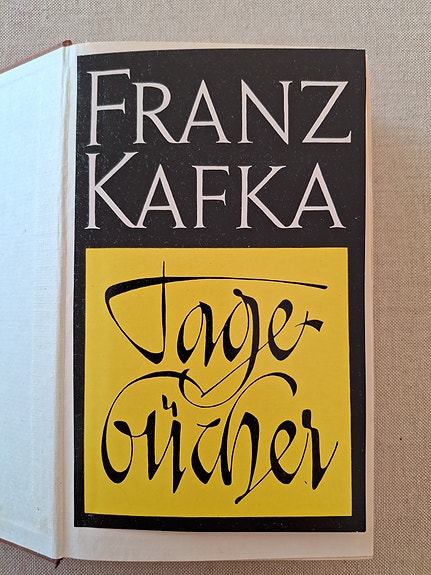 FRANZ
KAFKA
Tage-
bücher